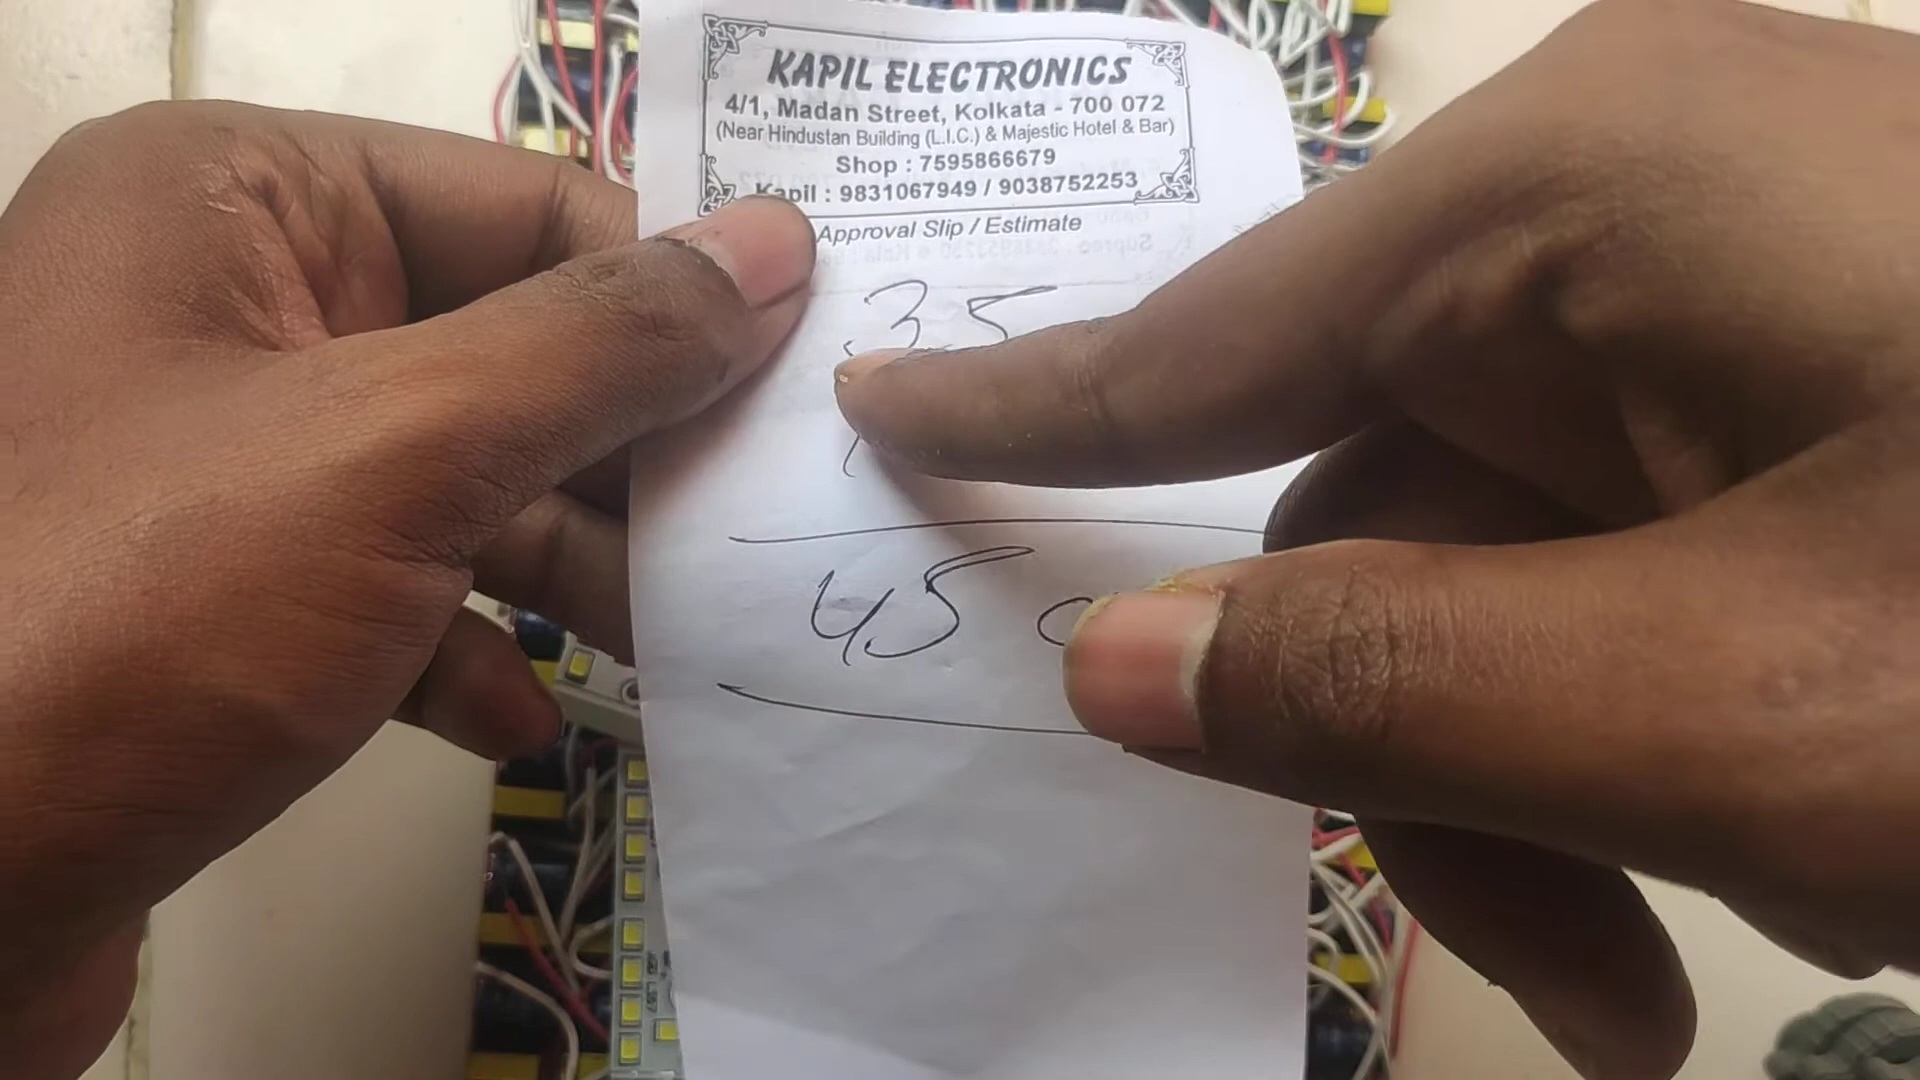 KAPIL ELECTRONICS
4/1, Madan Street, Kolkata - 700 072
(Near Hindustan Building (L.I.C.) & Majestic Hotel & Bar)
Shop : 7595866679
Kapil : 9831067949 / 9038752253
Approval Slip / Estimate
35
45